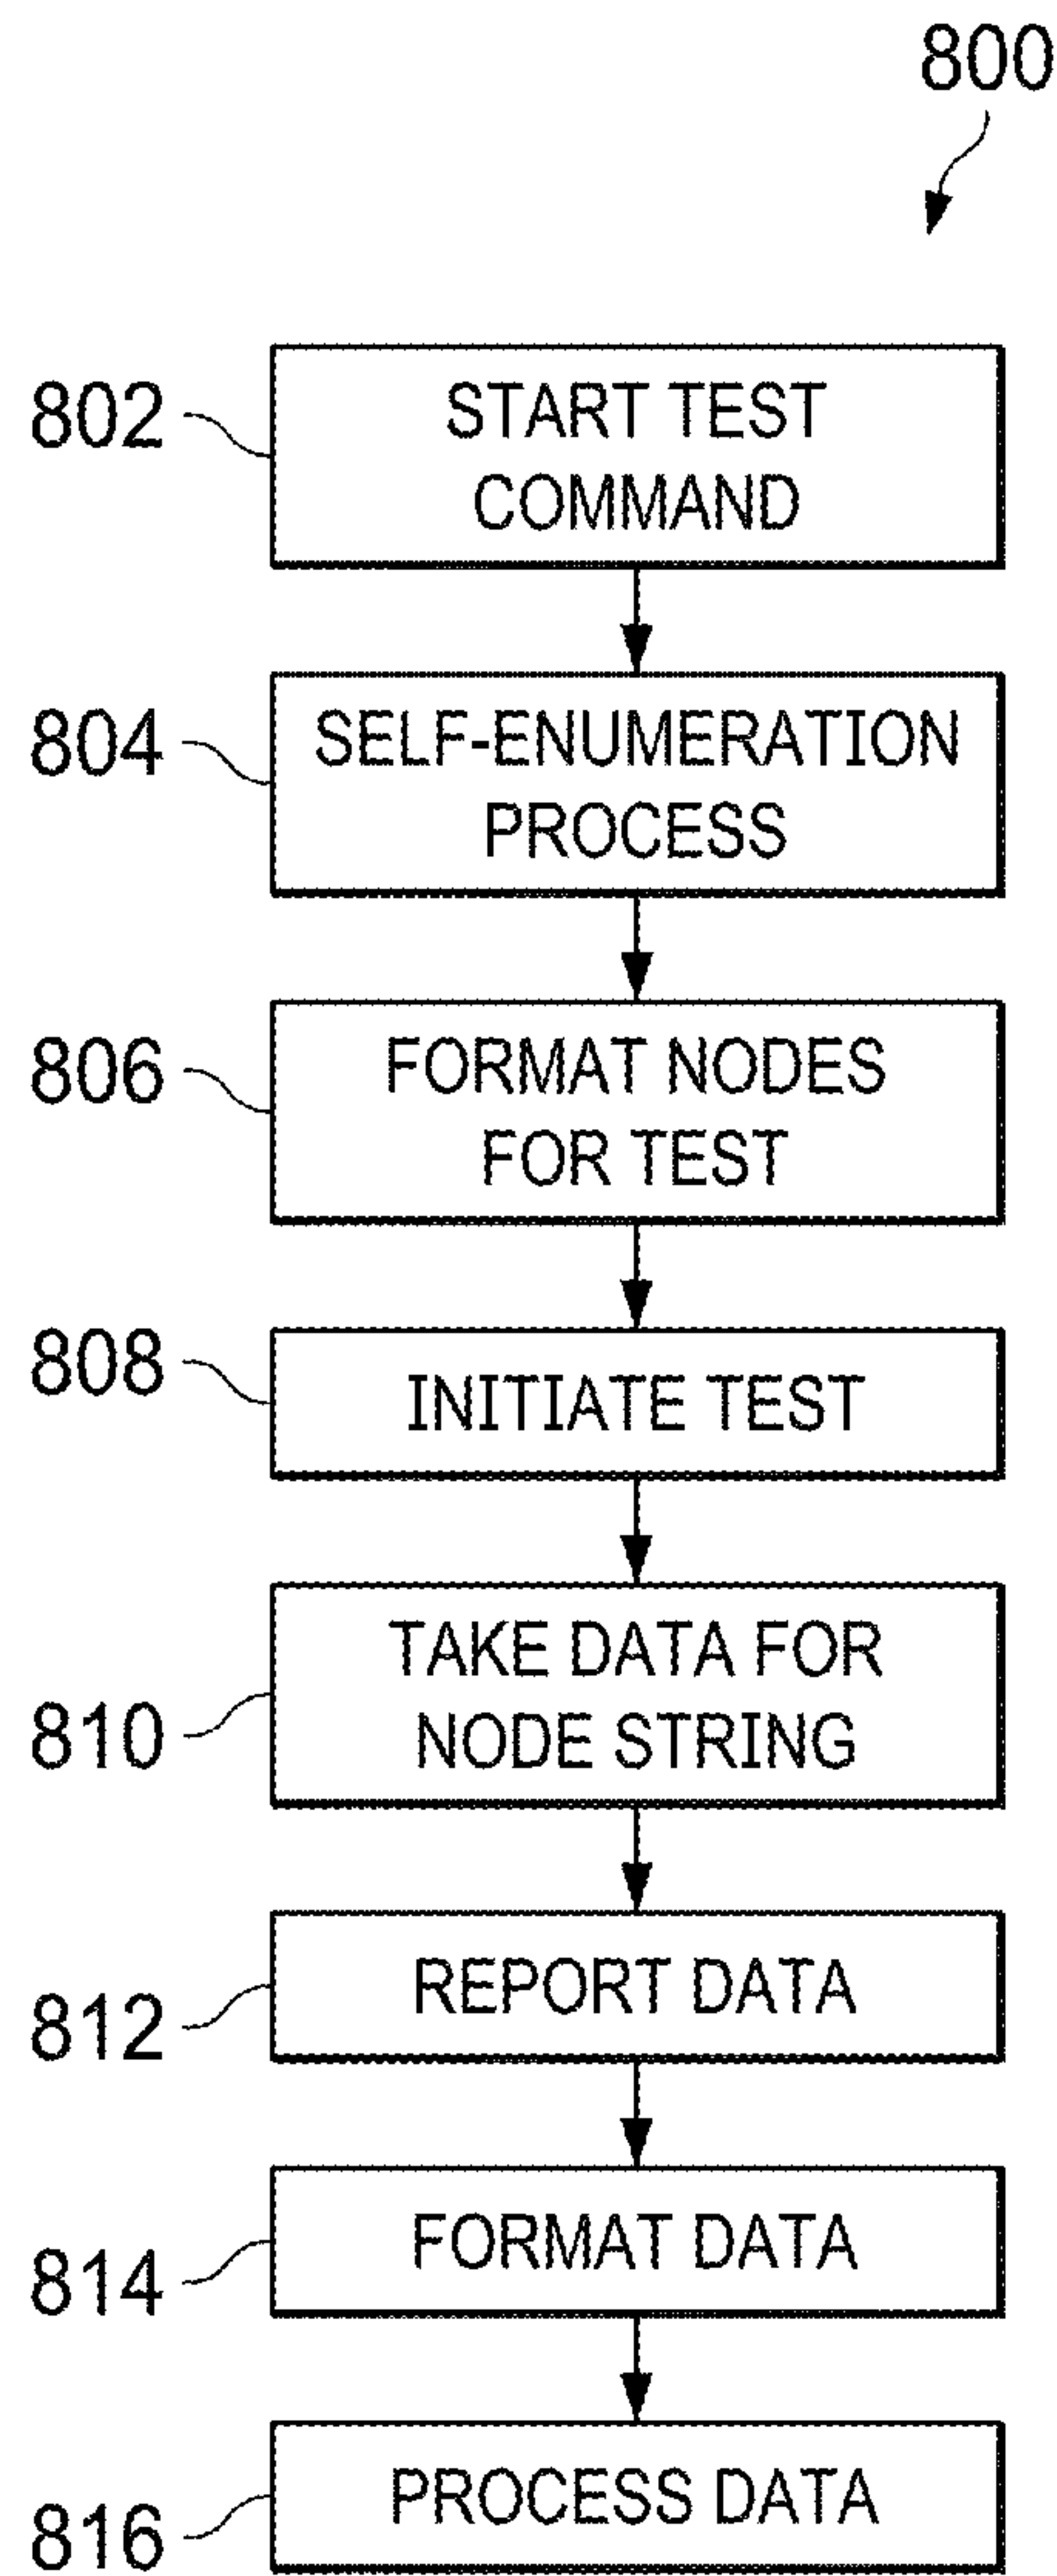 800
802
START TEST
COMMAND
804
SELF-ENUMERATION
PROCESS
806
FORMAT NODES
FOR TEST
808
INITIATE TEST
810
TAKE DATA FOR
NODE STRING
812
REPORT DATA
814
FORMAT DATA
816
PROCESS DATA